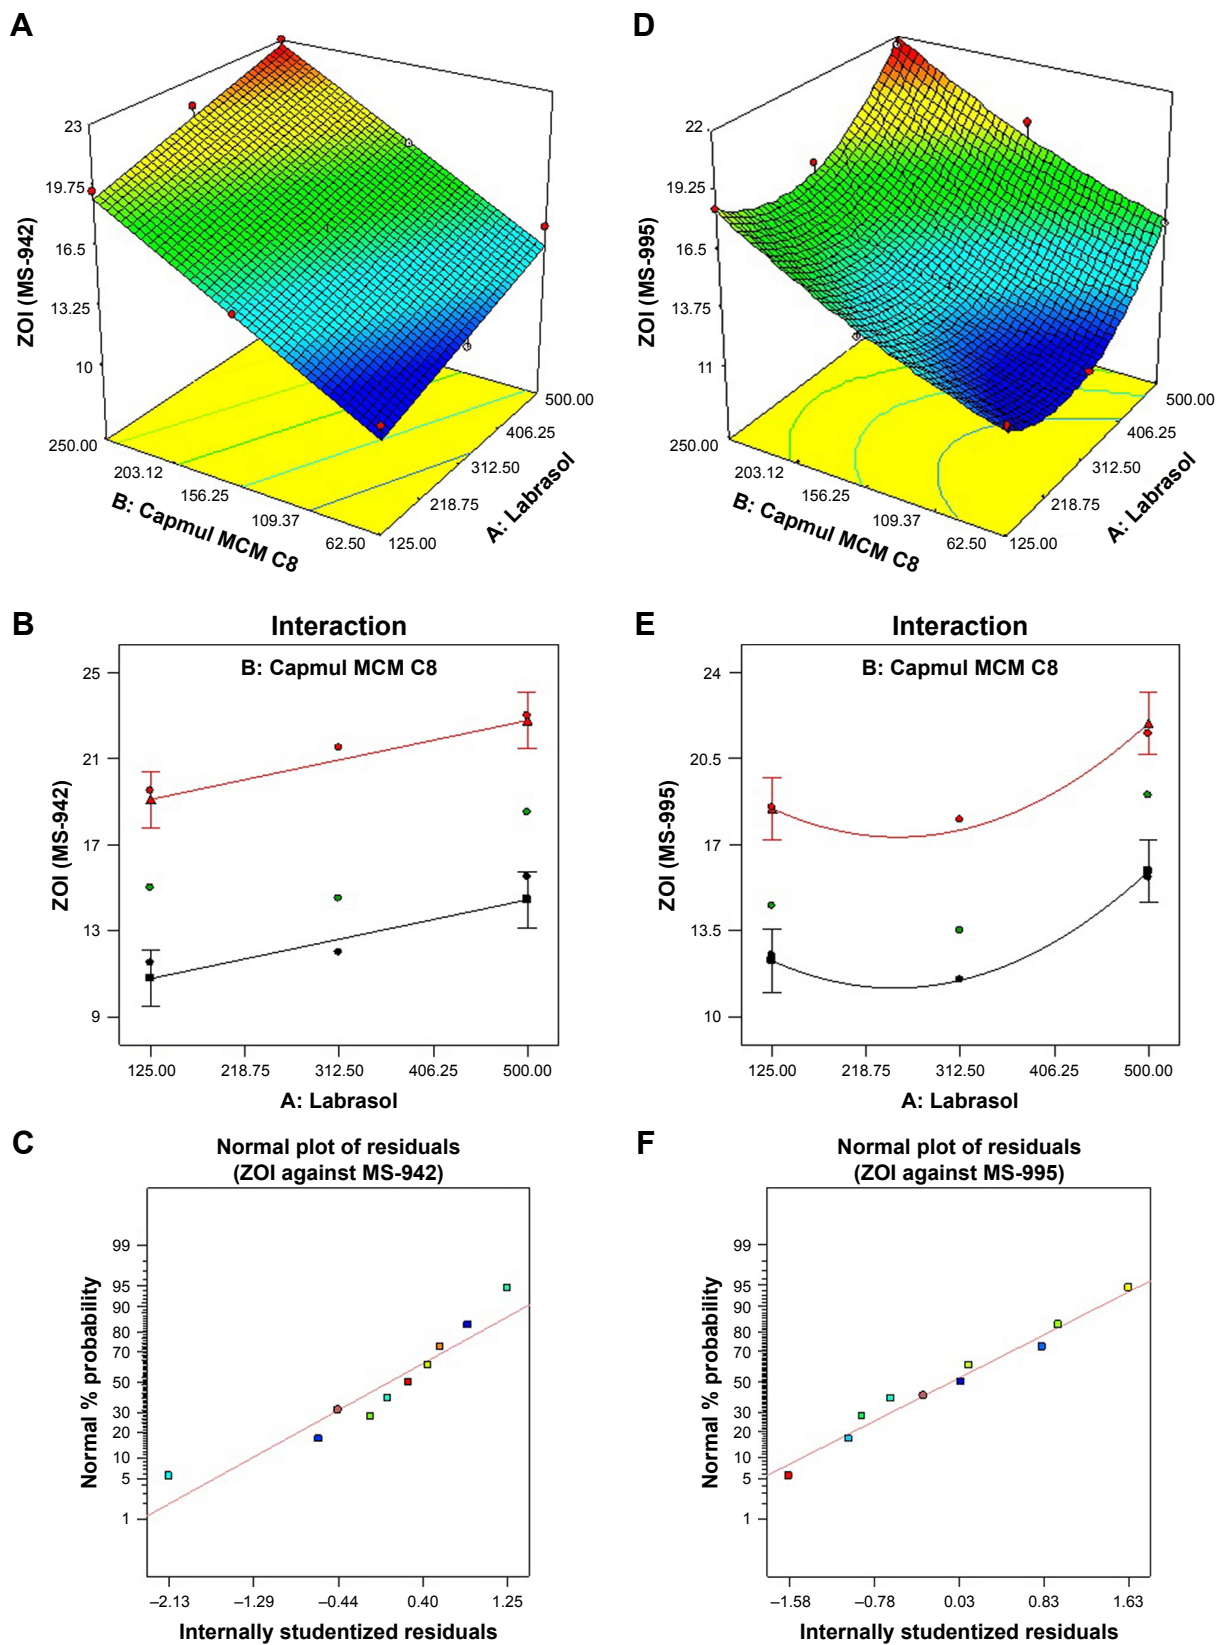 A
23
19.75
16.5
13.25
10
ZOI (MS-942)
250.00
203.12
156.25
109.37
62.50
B: Capmul MCM C8
125.00
218.75
312.50
406.25
500.00
A: Labrasol
D
22
19.25
16.5
13.75
11
ZOI (MS-995)
250.00
203.12
156.25
109.37
62.50
B: Capmul MCM C8
125.00
218.75
312.50
406.25
500.00
A: Labrasol
B
Interaction
B: Capmul MCM C8
25
21
17
13
9
ZOI (MS-942)
125.00 218.75 312.50 406.25 500.00
A: Labrasol
E
Interaction
B: Capmul MCM C8
24
20.5
17
13.5
10
ZOI (MS-995)
125.00 218.75 312.50 406.25 500.00
A: Labrasol
C
Normal plot of residuals
(ZOI against MS-942)
99
95
90
80
70
50
30
20
10
5
1
Normal % probability
–2.13 –1.29 –0.44 0.40 1.25
Internally studentized residuals
F
Normal plot of residuals
(ZOI against MS-995)
99
95
90
80
70
50
30
20
10
5
1
Normal % probability
–1.58 –0.78 0.03 0.83 1.63
Internally studentized residuals